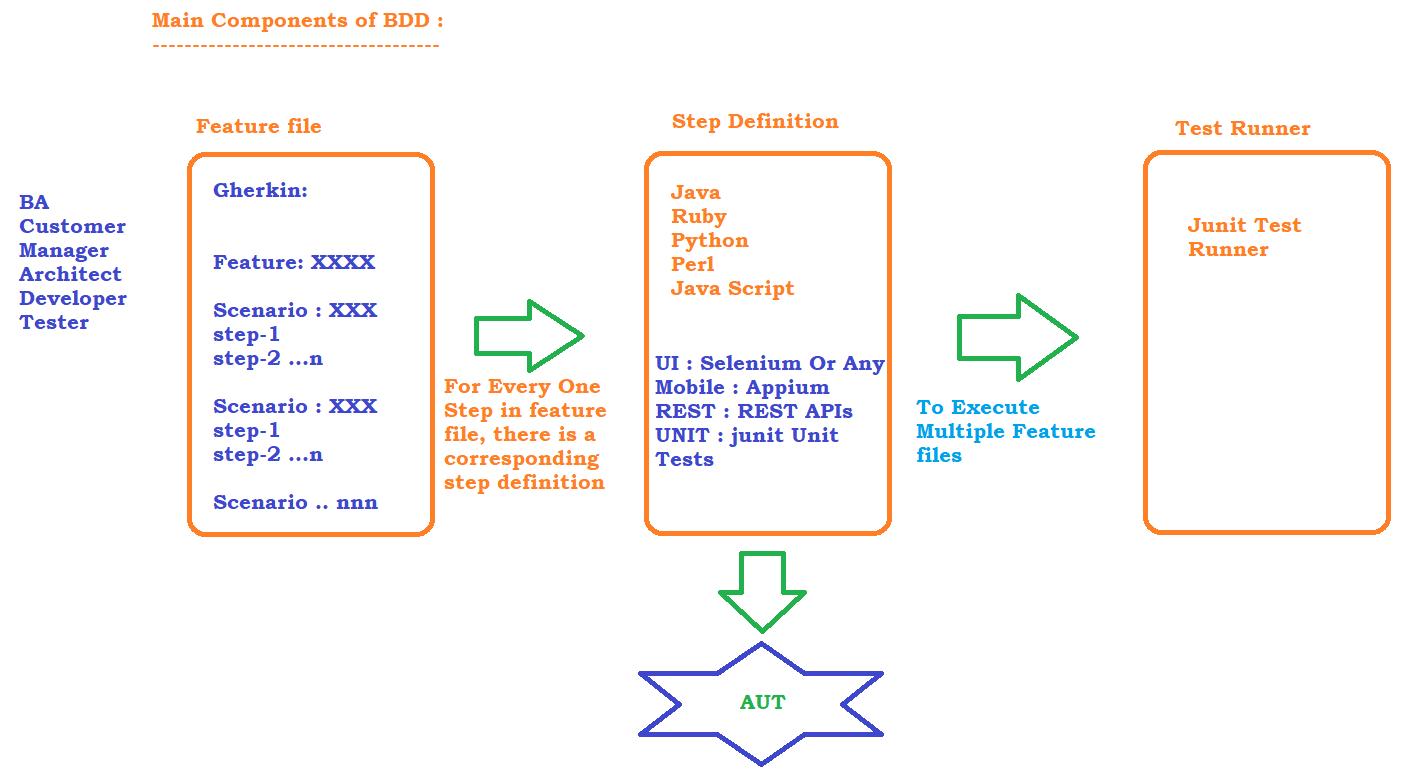 Main Components of BDD :
------------------------------------
Feature file
Step Definition
Test Runner
BA
Customer
Manager
Architect
Developer
Tester
Gherkin:
Feature: XXXX
Scenario : XXX
step-1
step-2 ...n
Scenario : XXX
step-1
step-2 ...n
Scenario .. nnn
For Every One
Step in feature
file, there is a
corresponding
step definition
Java
Ruby
Python
Perl
Java Script
UI : Selenium Or Any
Mobile : Appium
REST : REST APIs
UNIT : junit Unit
Tests
To Execute
Multiple Feature
files
Junit Test
Runner
AUT